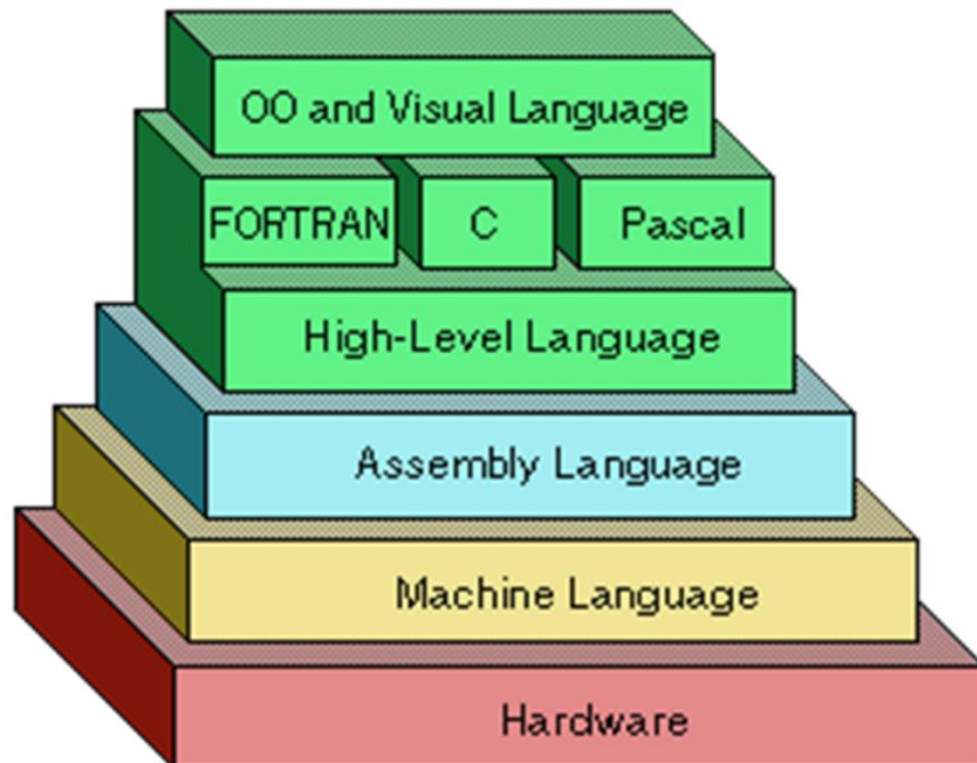 OO and Visual Language
FORTRAN C Pascal
High-Level Language
Assembly Language
Machine Language
Hardware